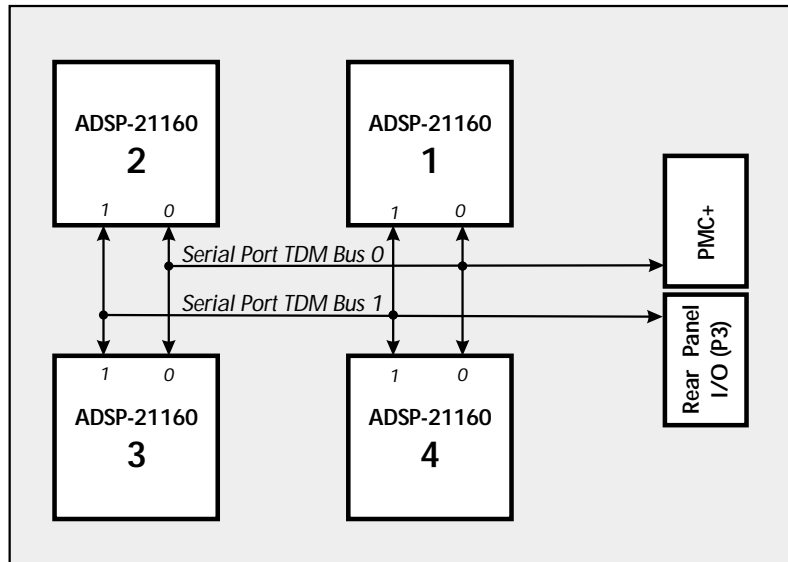 ADSP-21160
2
1 0
ADSP-21160
1
1 0
PMC+
Serial Port TDM Bus 0
Serial Port TDM Bus 1
Rear Panel
I/O (P3)
1 0
ADSP-21160
3
1 0
ADSP-21160
4